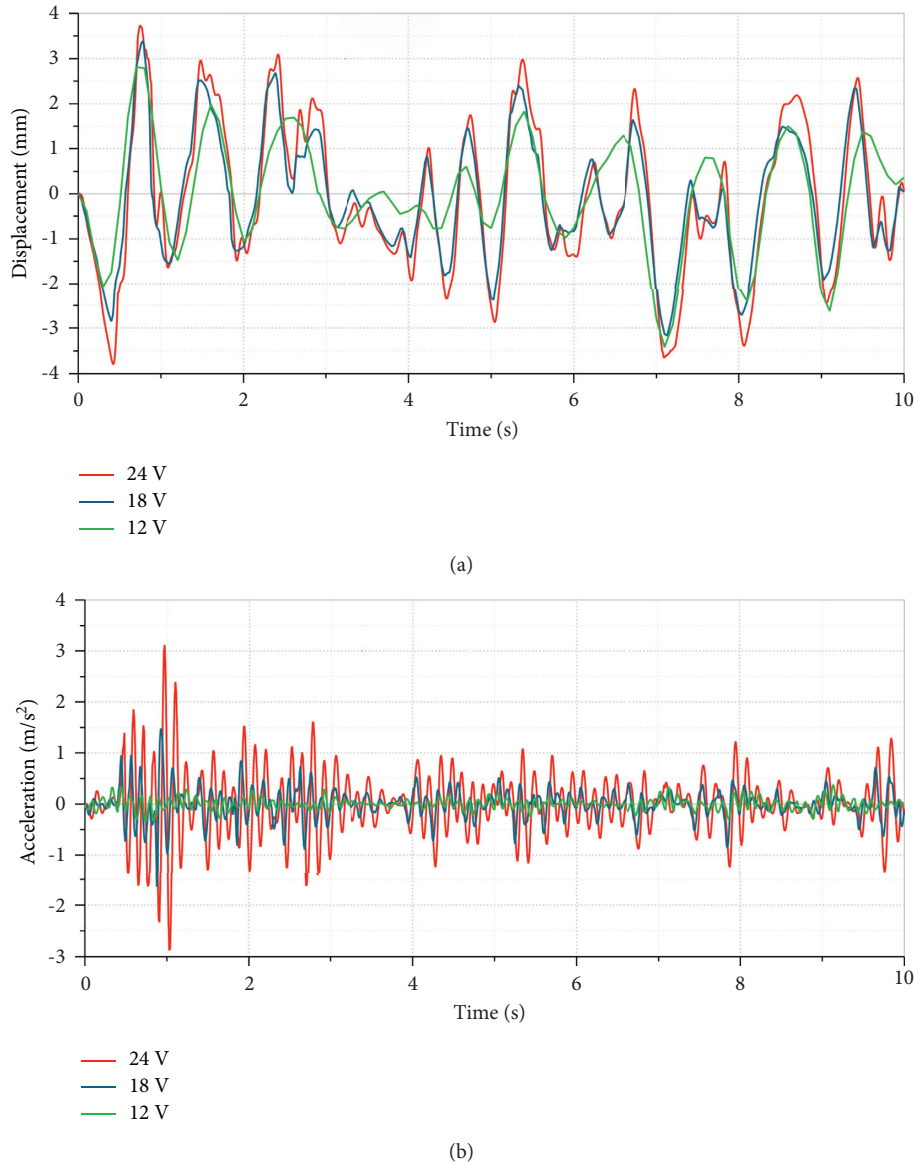 4
3
2
1
0
-1
-2
-3
-4
Displacement (mm)
0 2 4 6 8 10
Time (s)
24 V
18 V
12 V
(a)
4
3
2
1
0
-1
-2
-3
Acceleration (m/s²)
0 2 4 6 8 10
Time (s)
24 V
18 V
12 V
(b)